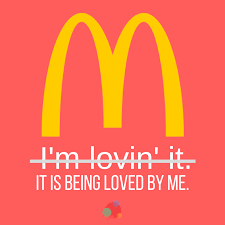 I'm lovin' it.
IT IS BEING LOVED BY ME.